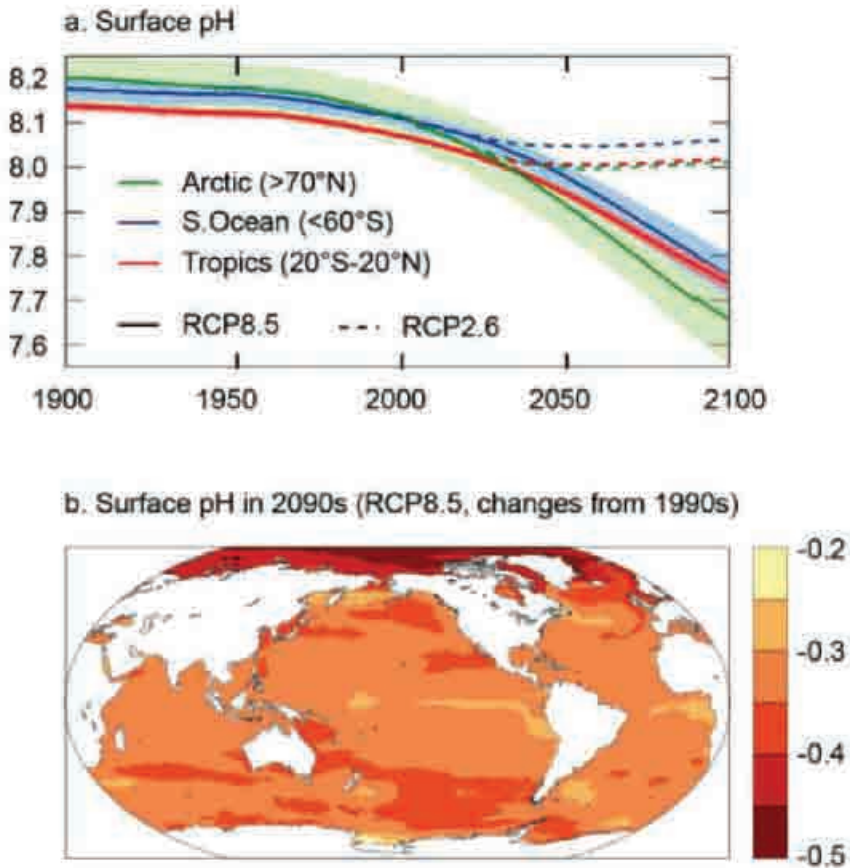 a. Surface pH
8.2
8.1
8.0
7.9
7.8
7.7
7.6
Arctic (>70°N)
S.Ocean (<60°S)
Tropics (20°S-20°N)
RCP8.5 RCP2.6
1900 1950 2000 2050 2100
b. Surface pH in 2090s (RCP8.5, changes from 1990s)
-0.2
-0.3
-0.4
-0.5